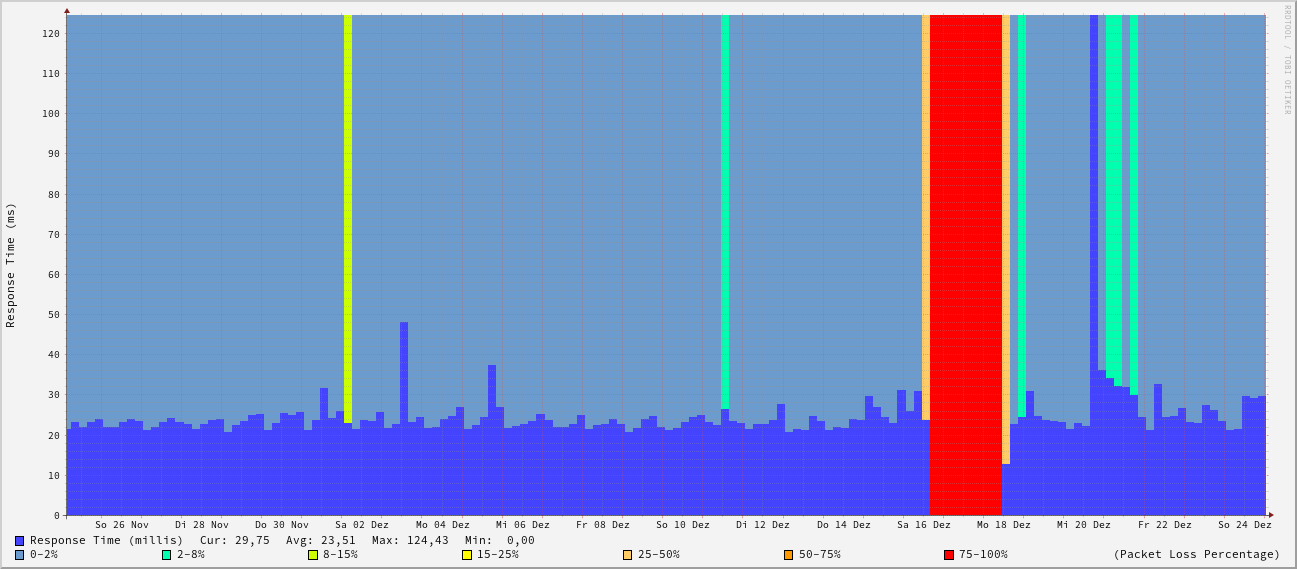 RRDTOOL / TOBI OETIKER
Response Time (ms)
120
110
100
90
80
70
60
50
40
30
20
10
0
So 26 Nov Di 28 Nov Do 30 Nov Sa 02 Dez Mo 04 Dez Mi 06 Dez Fr 08 Dez So 10 Dez Di 12 Dez Do 14 Dez Sa 16 Dez Mo 18 Dez Mi 20 Dez Fr 22 Dez So 24 Dez
Response Time (millis) Cur: 29,75 Avg: 23,51 Max: 124,43 Min: 0,00
0-2% 2-8% 8-15% 15-25% 25-50% 50-75% 75-100% (Packet Loss Percentage)